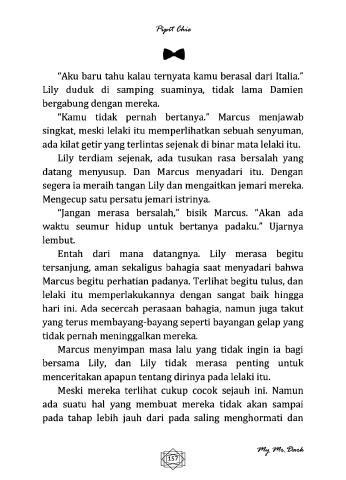 Pipit Chie
“Aku baru tahu kalau ternyata kamu berasal dari Italia.”
Lily duduk di samping suaminya, tidak lama Damien
bergabung dengan mereka.
“Kamu tidak pernah bertanya.” Marcus menjawab
singkat, meski lelaki itu memperlihatkan sebuah senyuman,
ada kilat getir yang terlintas sejenak di binar mata lelaki itu.
Lily terdiam sejenak, ada tusukan rasa bersalah yang
datang menyusup. Dan Marcus menyadari itu. Dengan
segera ia meraih tangan Lily dan mengaitkan jemari mereka.
Mengecup satu persatu jemari istrinya.
“Jangan merasa bersalah,” bisik Marcus. “Akan ada
waktu seumur hidup untuk bertanya padaku.” Ujarnya
lembut.
Entah dari mana datangnya. Lily merasa begitu
tersanjung, aman sekaligus bahagia saat menyadari bahwa
Marcus begitu perhatian padanya. Terlihat begitu tulus, dan
lelaki itu memperlakukannya dengan sangat baik hingga
hari ini. Ada secercah perasaan bahagia, namun juga takut
yang terus membayang-bayang seperti bayangan gelap yang
tidak pernah meninggalkan mereka.
Marcus menyimpan masa lalu yang tidak ingin ia bagi
bersama Lily, dan Lily tidak merasa penting untuk
menceritakan apapun tentang dirinya pada lelaki itu.
Meski mereka terlihat cukup cocok sejauh ini. Namun
ada suatu hal yang membuat mereka tidak akan sampai
pada tahap lebih jauh dari pada saling menghormati dan
My Mr. Dark
157